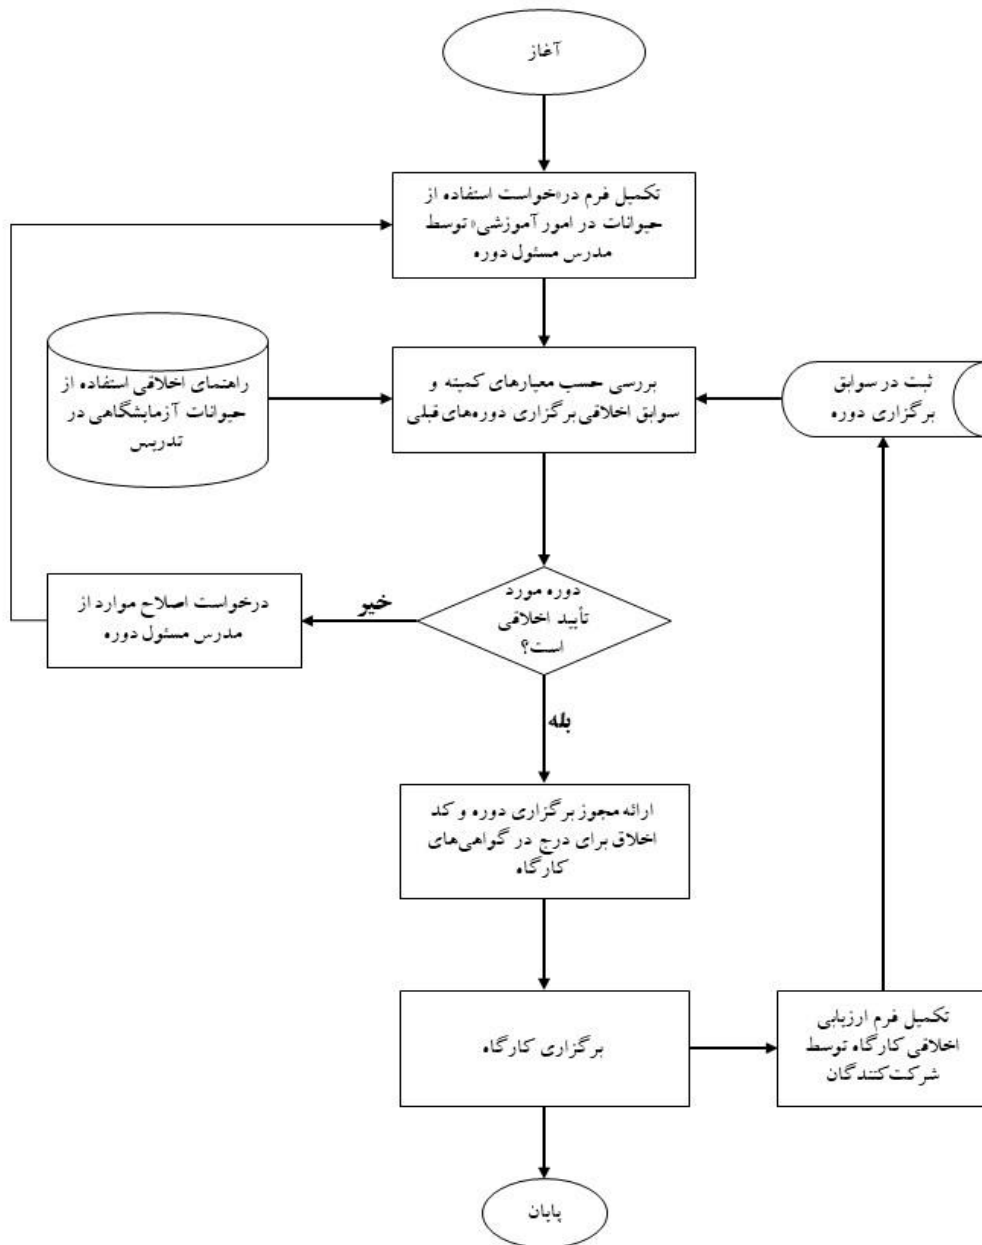 آغاز
تکمیل فرم در«خواست استفاده از
حیوانات در امور آموزشی» توسط
مدرس مسئول دوره
راهنمای اخلاقی استفاده از
حیوانات آزمایشگاهی در
تدریس
بررسی حسب معیارهای کمیته و
سوابق اخلاقی برگزاری دوره‌های قبلی
ثبت در سوابق
برگزاری دوره
درخواست اصلاح موارد از
مدرس مسئول دوره
خیر
دوره مورد
تأیید اخلاقی
است؟
بله
ارائه مجوز برگزاری دوره و کد
اخلاق برای درج در گواهی‌های
کارگاه
برگزاری کارگاه
تکمیل فرم ارزیابی
اخلاقی کارگاه توسط
شرکت‌کنندگان
پایان